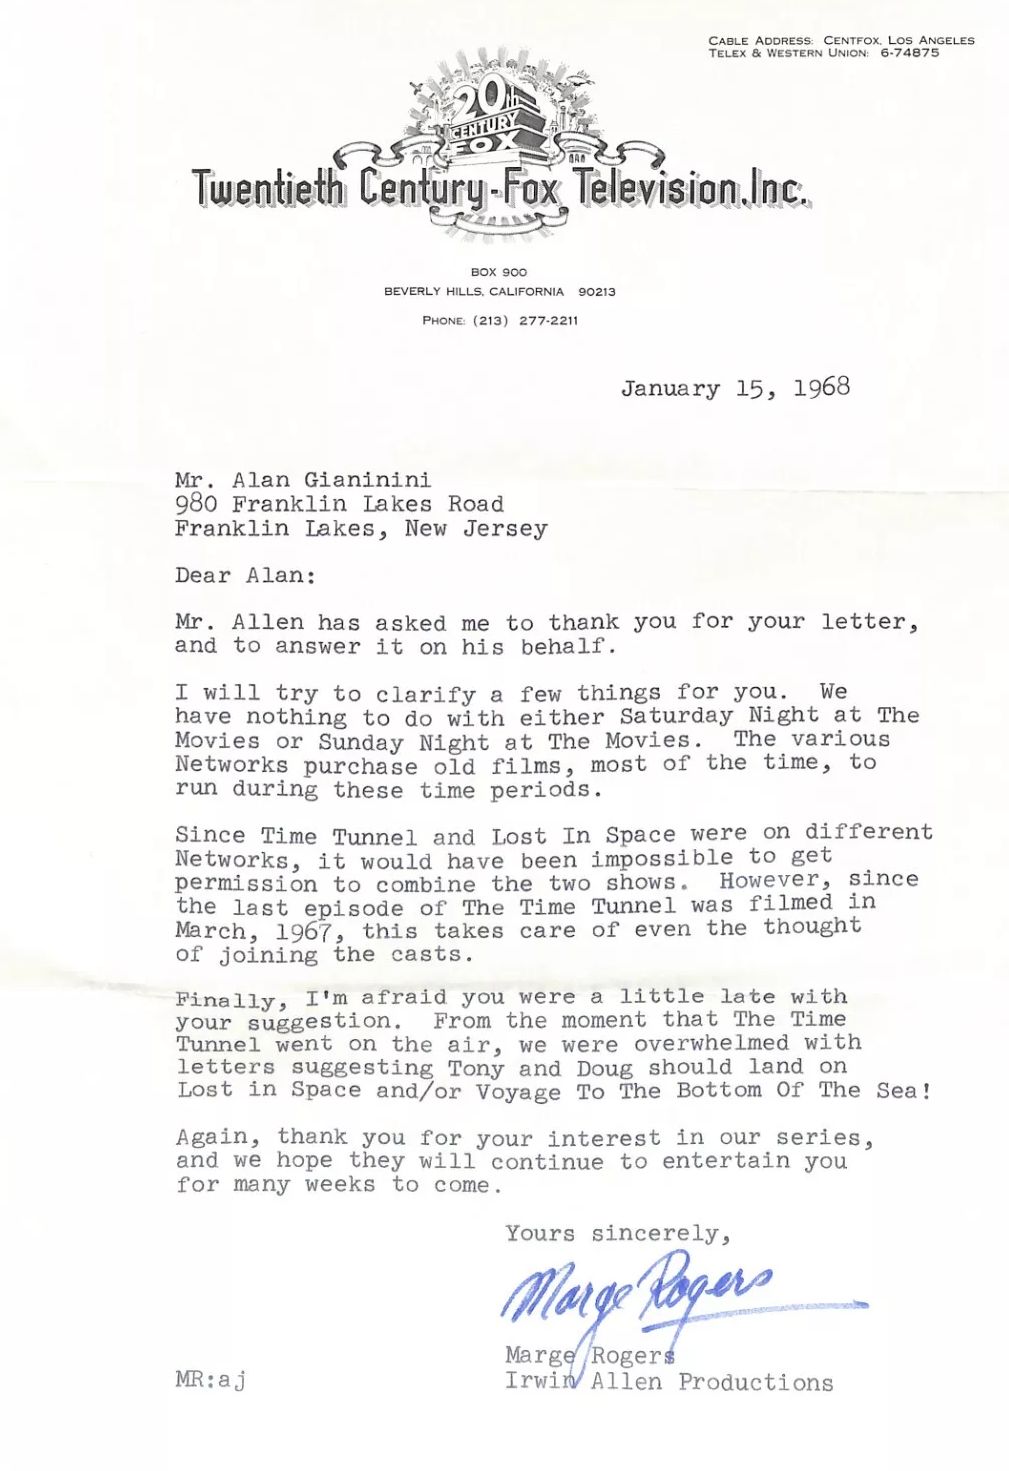 CABLE ADDRESS: CENTFOX, LOS ANGELES
TELEX & WESTERN UNION: 6-74875
20th
CENTURY
FOX
Twentieth Century-Fox Television, Inc.
BOX 900
BEVERLY HILLS, CALIFORNIA 90213
PHONE: (213) 277-2211
January 15, 1968
Mr. Alan Gianinini
980 Franklin Lakes Road
Franklin Lakes, New Jersey
Dear Alan:
Mr. Allen has asked me to thank you for your letter,
and to answer it on his behalf.
I will try to clarify a few things for you. We
have nothing to do with either Saturday Night at The
Movies or Sunday Night at The Movies. The various
Networks purchase old films, most of the time, to
run during these time periods.
Since Time Tunnel and Lost In Space were on different
Networks, it would have been impossible to get
permission to combine the two shows. However, since
the last episode of The Time Tunnel was filmed in
March, 1967, this takes care of even the thought
of joining the casts.
Finally, I'm afraid you were a little late with
your suggestion. From the moment that The Time
Tunnel went on the air, we were overwhelmed with
letters suggesting Tony and Doug should land on
Lost in Space and/or Voyage To The Bottom Of The Sea!
Again, thank you for your interest in our series,
and we hope they will continue to entertain you
for many weeks to come.
Yours sincerely,
Marge Rogers
Marge Rogers
MR:aj Irwin Allen Productions